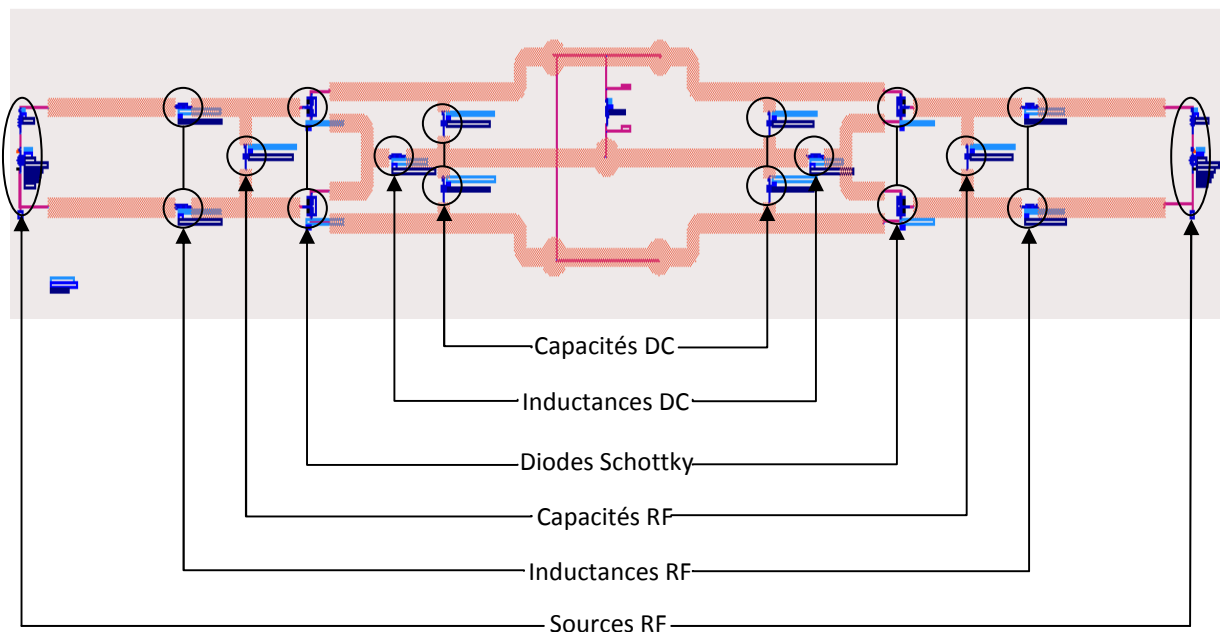 Capacités DC
Inductances DC
Diodes Schottky
Capacités RF
Inductances RF
Sources RF